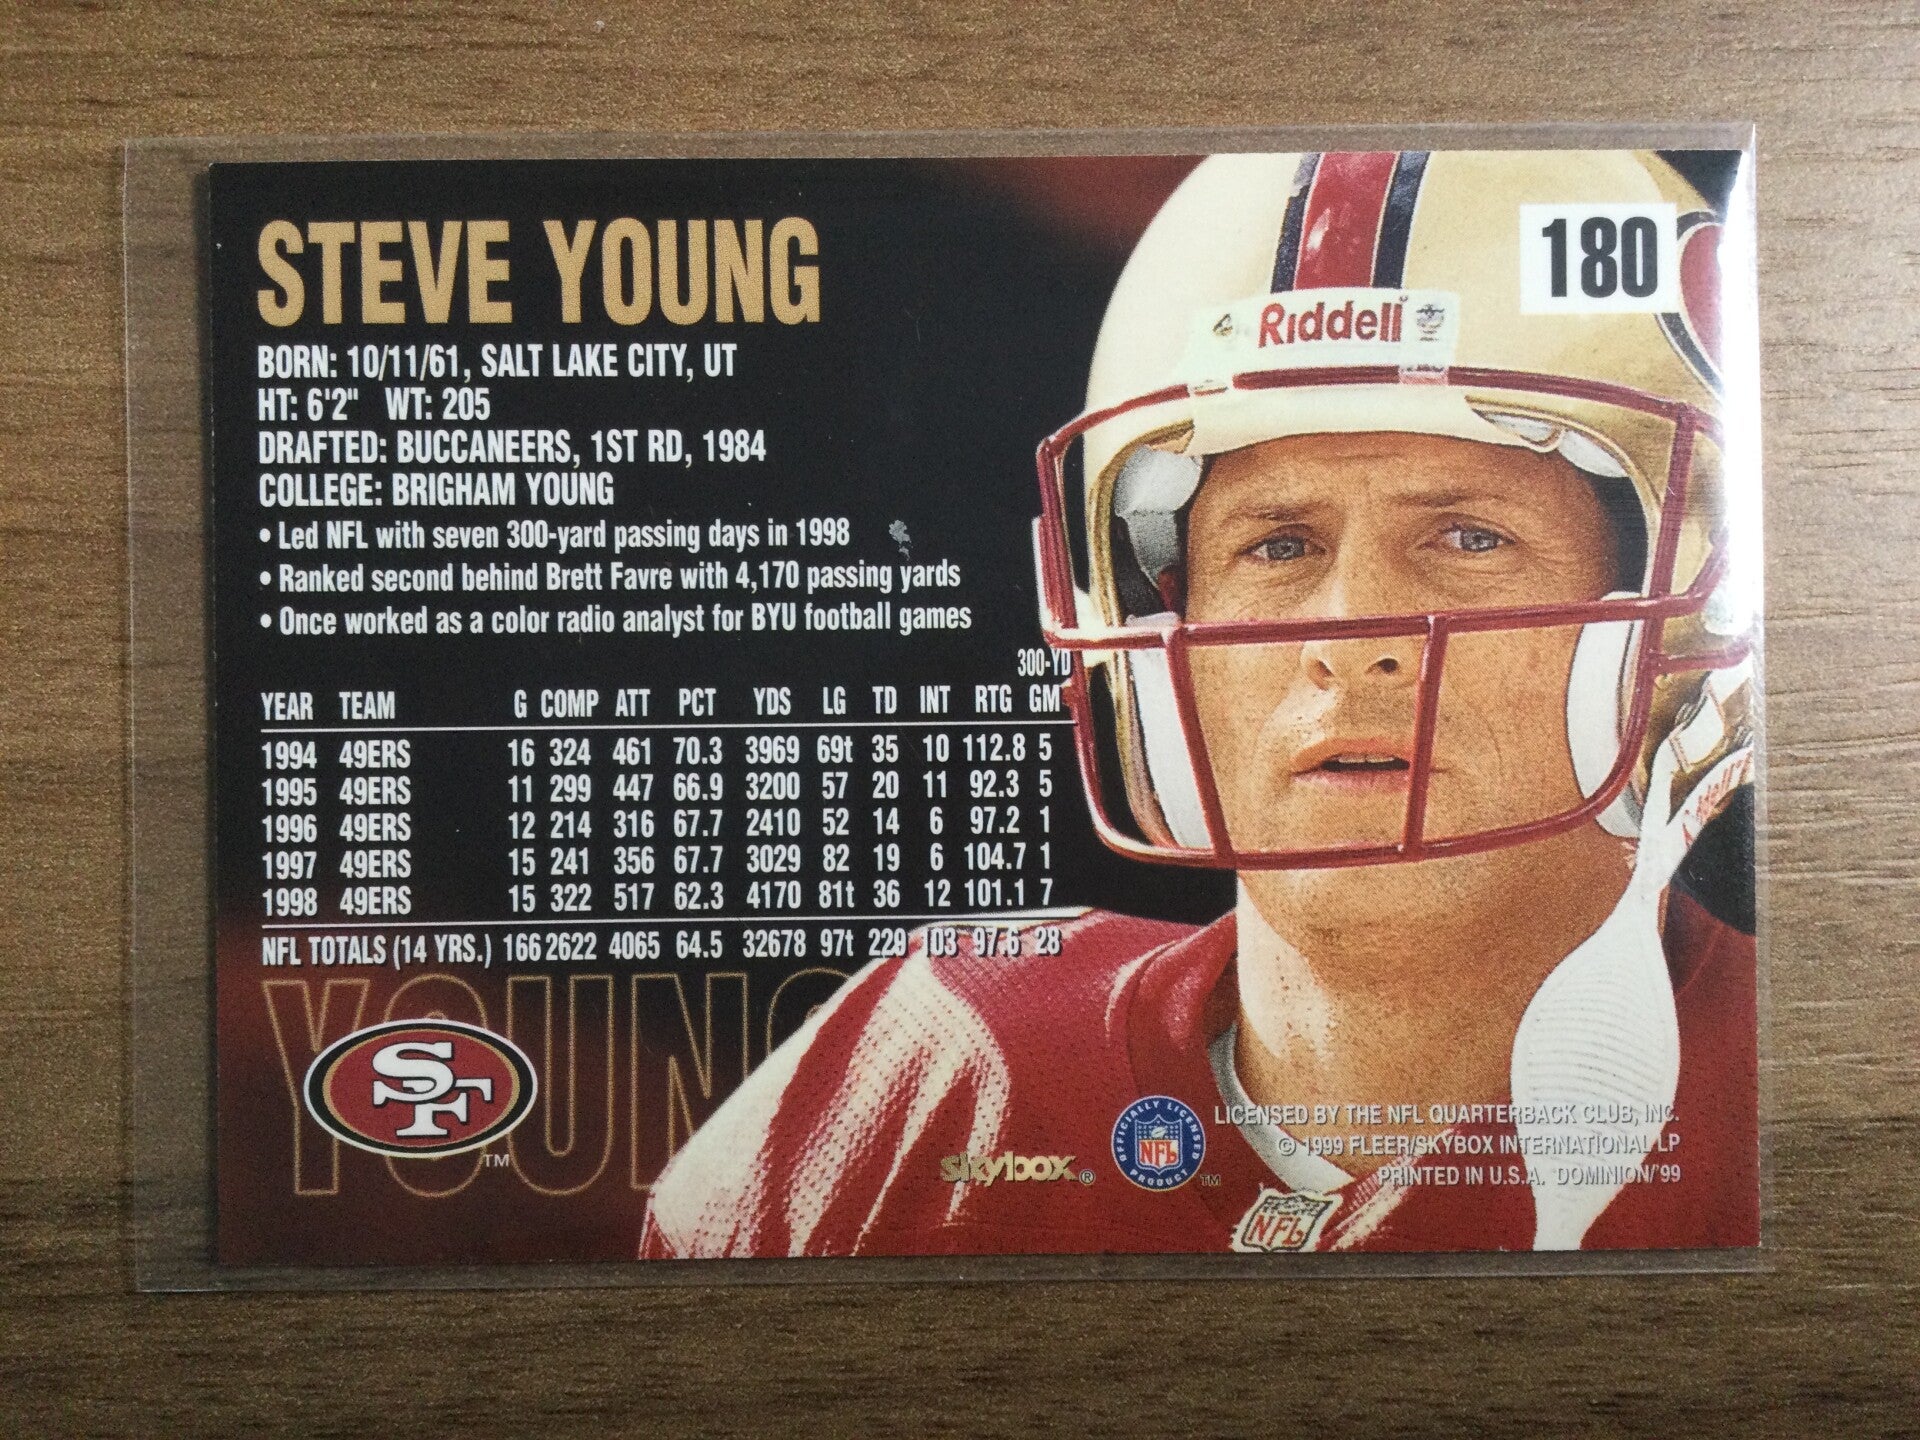 STEVE YOUNG
180
BORN: 10/11/61, SALT LAKE CITY, UT
HT: 6'2" WT: 205
DRAFTED: BUCCANEERS, 1ST RD, 1984
COLLEGE: BRIGHAM YOUNG
• Led NFL with seven 300-yard passing days in 1998
• Ranked second behind Brett Favre with 4,170 passing yards
• Once worked as a color radio analyst for BYU football games
300-YD
YEAR TEAM G COMP ATT PCT YDS LG TD INT RTG GM
1994 49ERS 16 324 461 70.3 3969 69t 35 10 112.8 5
1995 49ERS 11 299 447 66.9 3200 57 20 11 92.3 5
1996 49ERS 12 214 316 67.7 2410 52 14 6 97.2 1
1997 49ERS 15 241 356 67.7 3029 82 19 6 104.7 1
1998 49ERS 15 322 517 62.3 4170 81t 36 12 101.1 7
NFL TOTALS (14 YRS.) 166 2622 4065 64.5 32678 97t 229 103 97.6 28
YOUNG
SF
TM
skybox®
OFFICIALLY LICENSED
NFL
PRODUCT
TM
LICENSED BY THE NFL QUARTERBACK CLUB, INC.
© 1999 FLEER/SKYBOX INTERNATIONAL LP
PRINTED IN U.S.A. DOMINION/'99
Riddell
NFL